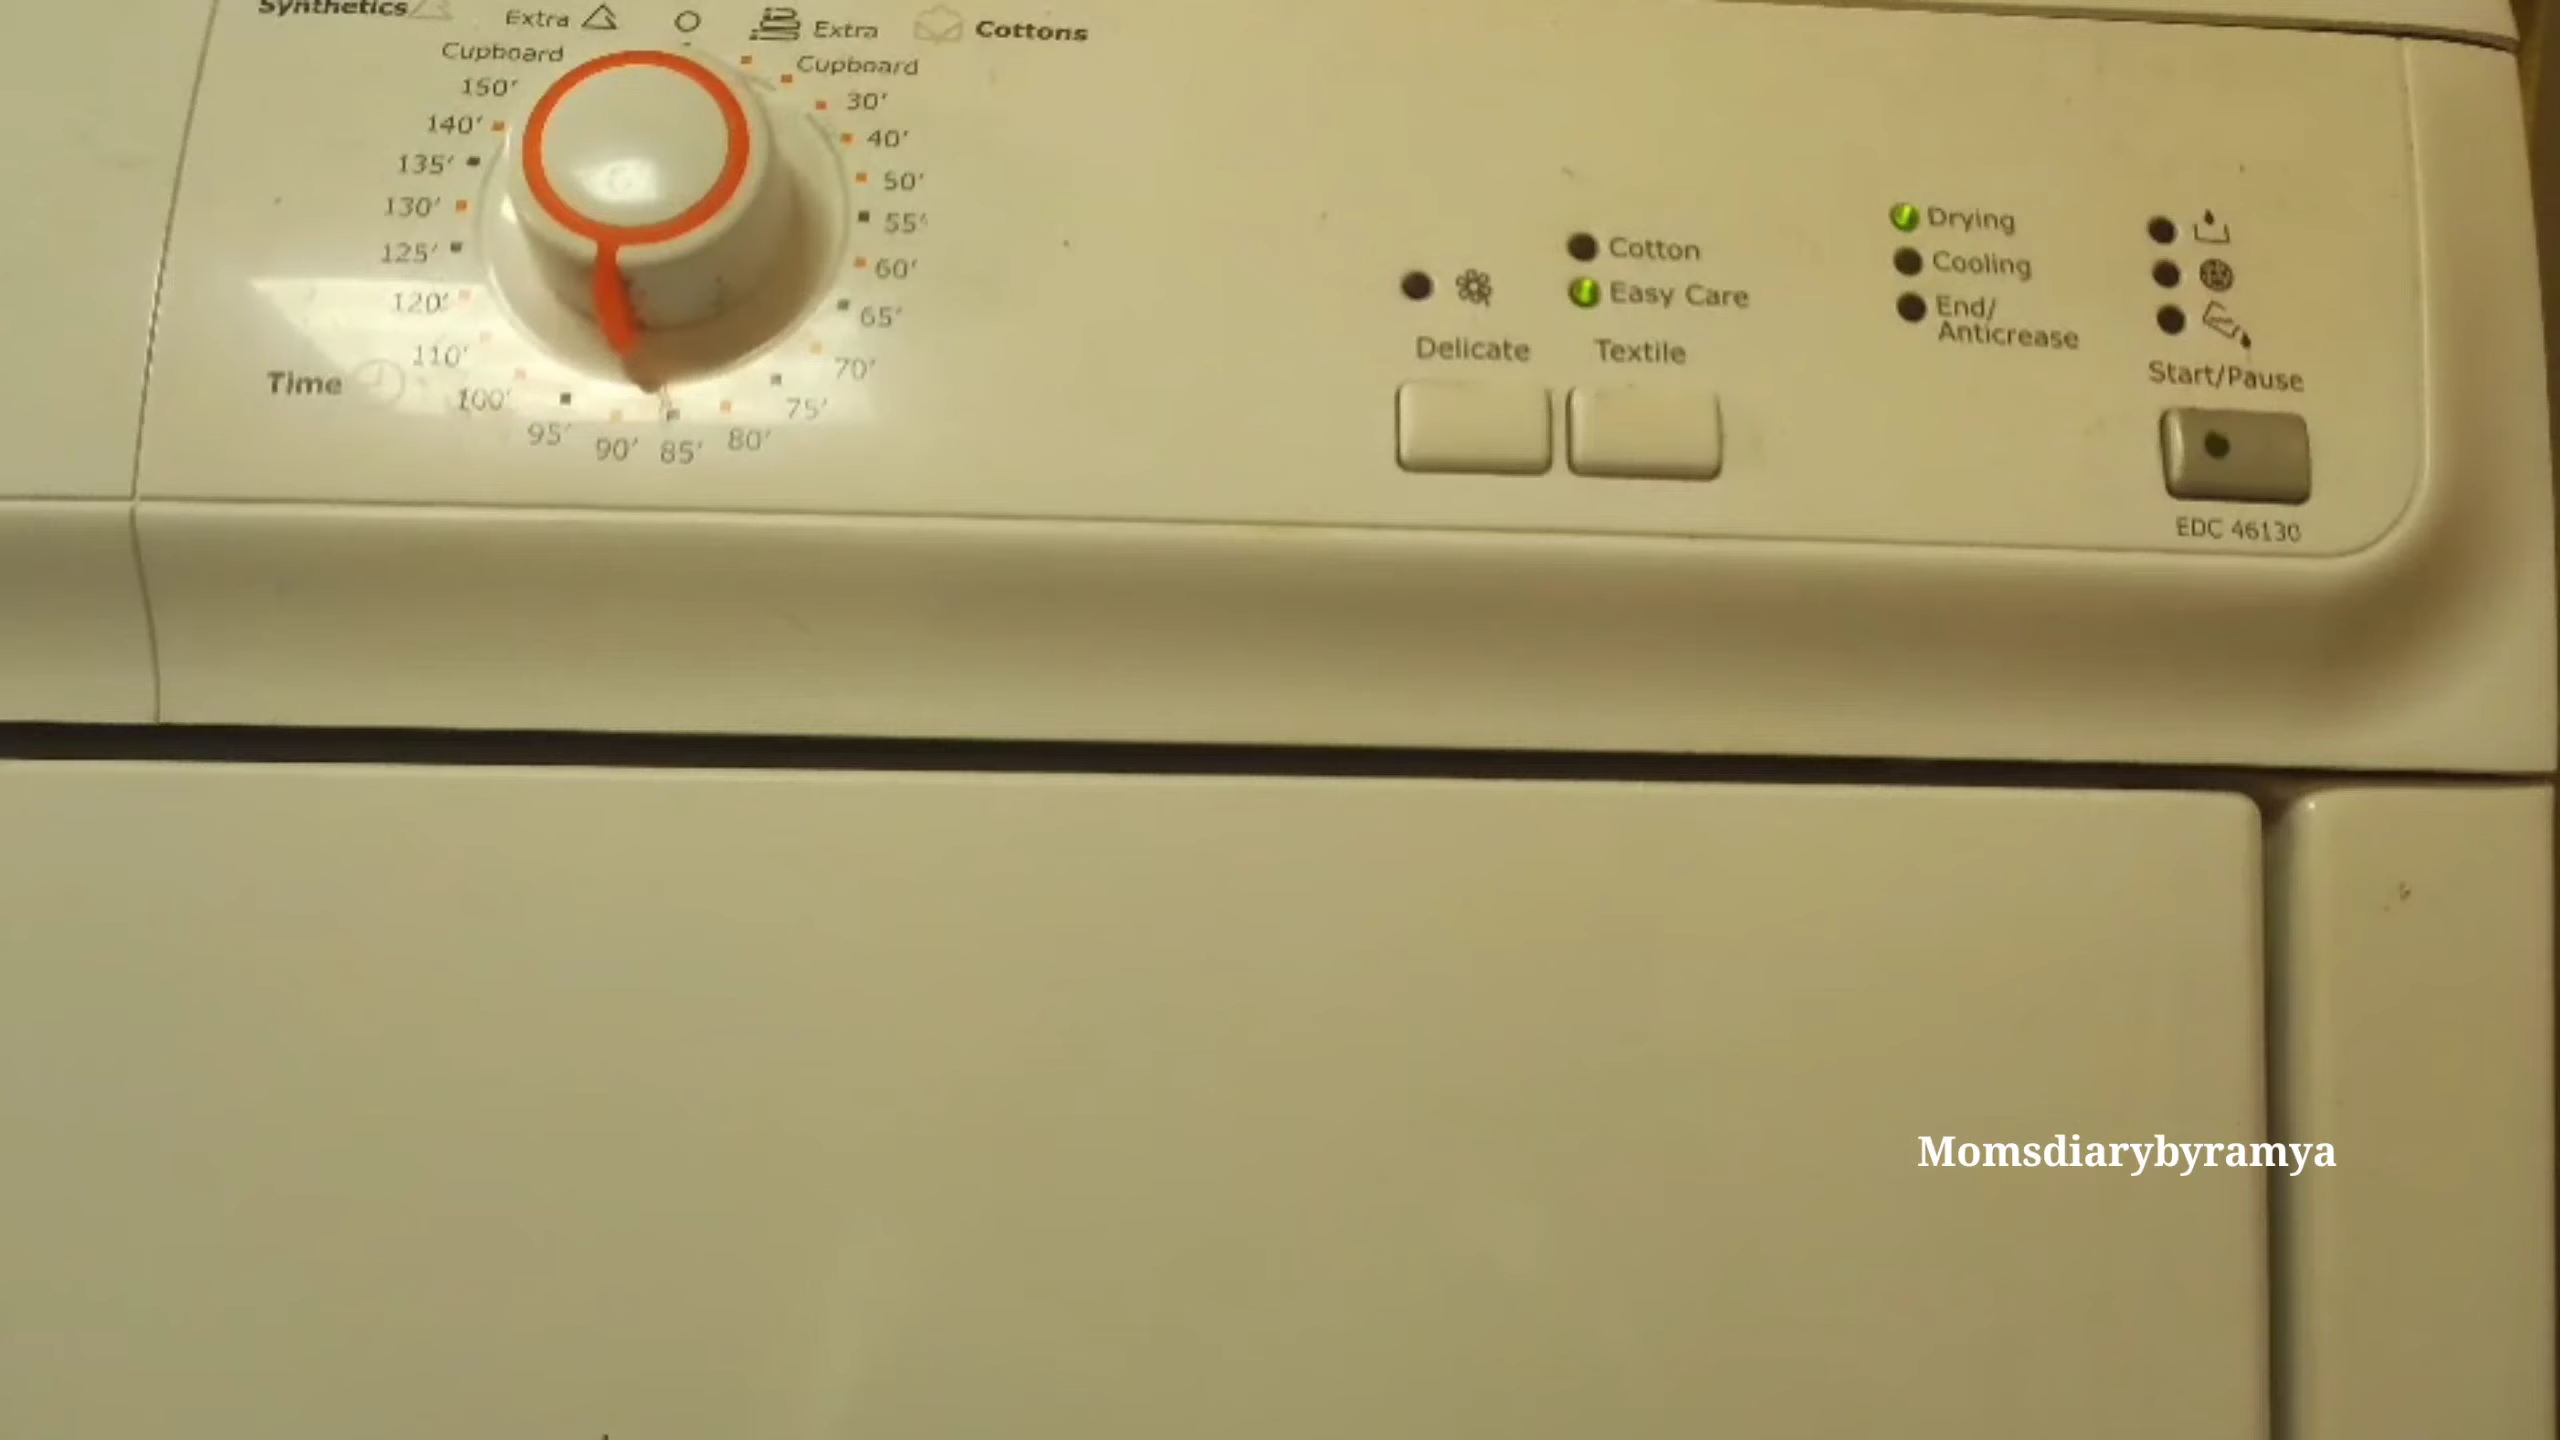 Synthetics
Extra
Extra
Cottons
Cupboard
Cupboard
150′
30′
140′
40′
135′
50′
130′
55′
125′
60′
120′
65′
110′
70′
Time
100′
75′
95′
90′
85′
80′
Delicate
Cotton
Easy Care
Textile
Drying
Cooling
End/
Anticrease
Start/Pause
EDC 46130
Momsdiarybyramya